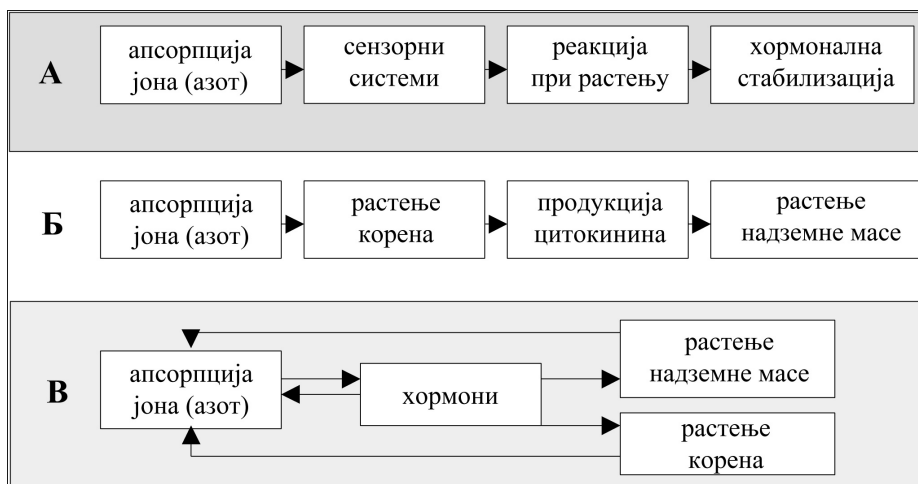 А
апсорпција
јона (азот)
сензорни
системи
реакција
при растењу
хормонална
стабилизација
Б
апсорпција
јона (азот)
растење
корена
продукција
цитокинина
растење
надземне масе
В
апсорпција
јона (азот)
хормони
растење
надземне масе
растење
корена